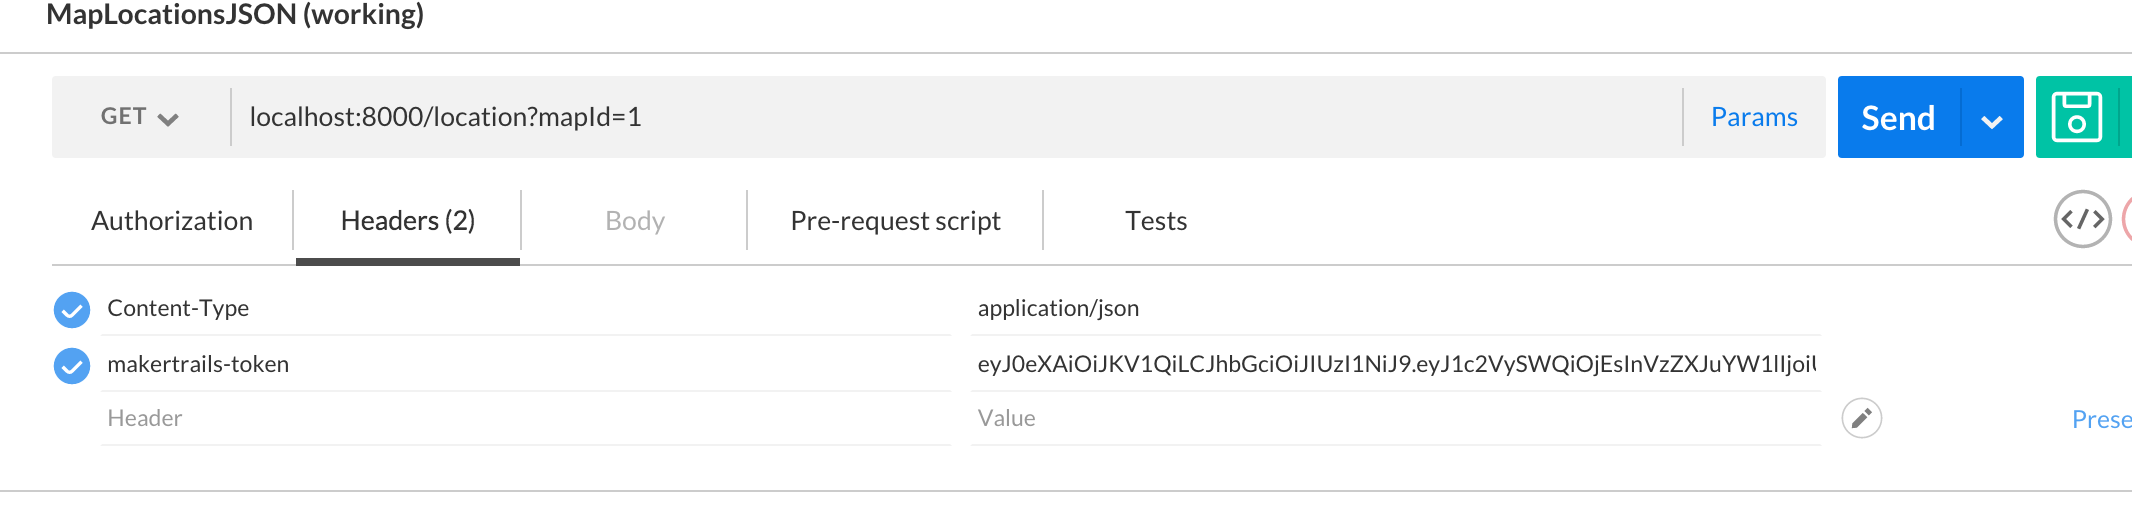 MapLocationsJSON (working)
GET localhost:8000/location?mapId=1 Params Send
Authorization Headers (2) Body Pre-request script Tests </>
Content-Type application/json
makertrails-token eyJ0eXAiOiJKV1QiLCJhbGciOiJIUzI1NiJ9.eyJ1c2VySWQiOjEsInVzZXJuYW1lIjoi
Header Value Prese